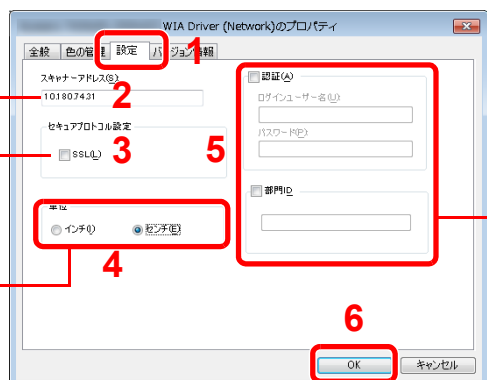 WIA Driver (Network)のプロパティ
全般 色の管理 設定 バージョン情報
1
スキャナーアドレス(S)
2
10.180.74.31
セキュアプロトコル設定
SSL(L)
3
単位
インチ(I) センチ(E)
4
認証(A)
ログインユーザー名(U):
パスワード(P):
5
部門ID
6
OK キャンセル